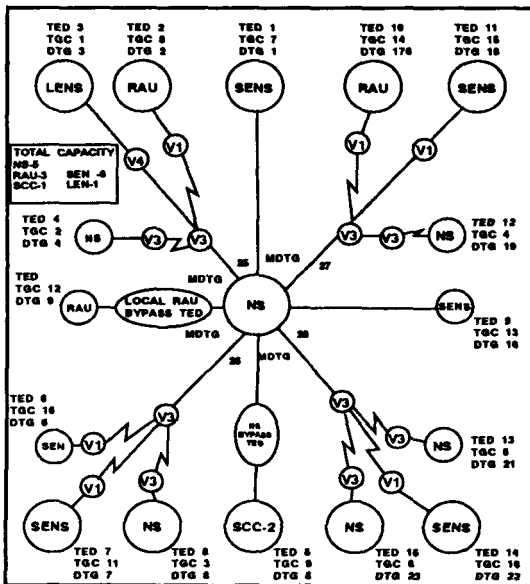 TED 3
TGC 1
DTG 3
TED 2
TGC 8
DTG 2
TED 1
TGC 7
DTG 1
TED 10
TGC 14
DTG 176
TED 11
TGC 15
DTG 18
LENS
RAU
SENS
RAU
SENS
V4
V1
V1
V1
TOTAL CAPACITY
NS-5
RAU-3 SEN -6
SCC-1 LEN-1
TED 4
TGC 2
DTG 4
NS
V3
V3
V3
V3
NS
TED 12
TGC 4
DTG 19
MDTG
25
MDTG
27
TED
TGC 12
DTG 9
RAU
LOCAL RAU
BYPASS TED
NS
SENS
TED 9
TGC 13
DTG 16
MDTG
MDTG
TED 6
TGC 16
DTG 6
SEN
V1
V3
V3
V3
NS
TED 13
TGC 5
DTG 21
V1
V3
NS
BYPASS
TED
V3
V1
SENS
NS
SCC-2
NS
SENS
TED 7
TGC 11
DTG 7
TED 8
TGC 3
DTG 8
TED 5
TGC 9
TED 15
TGC 6
DTG 23
TED 14
TGC 10
DTG 22